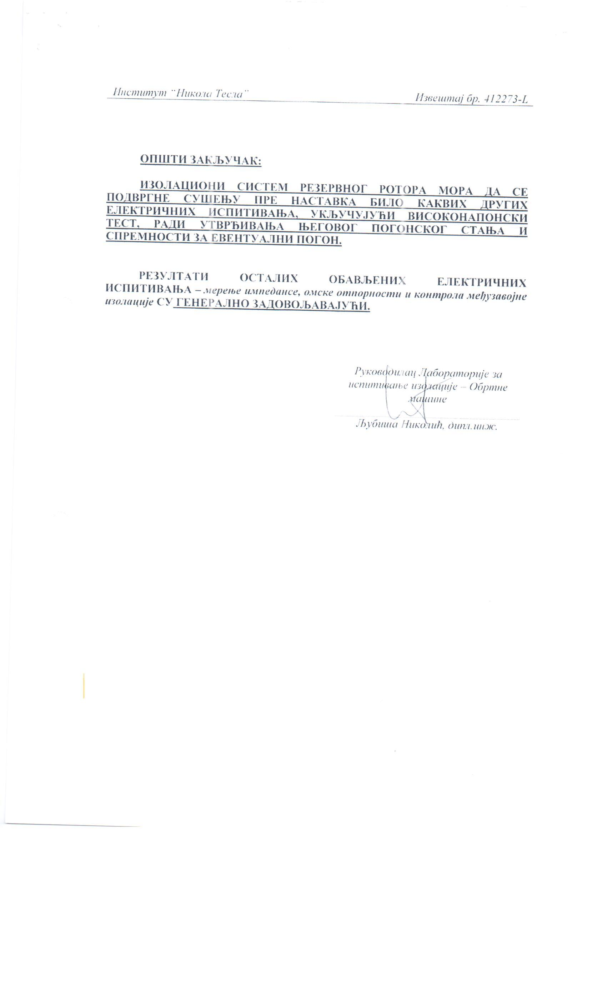 Институт ¨Никола Тесла¨ Извештај бр. 412273-L
ОПШТИ ЗАКЉУЧАК:
ИЗОЛАЦИОНИ СИСТЕМ РЕЗЕРВНОГ РОТОРА МОРА ДА СЕ
ПОДВРГНЕ СУШЕЊУ ПРЕ НАСТАВКА БИЛО КАКВИХ ДРУГИХ
ЕЛЕКТРИЧНИХ ИСПИТИВАЊА, УКЉУЧУЈУЋИ ВИСОКОНАПОНСКИ
ТЕСТ, РАДИ УТВРЂИВАЊА ЊЕГОВОГ ПОГОНСКОГ СТАЊА И
СПРЕМНОСТИ ЗА ЕВЕНТУАЛНИ ПОГОН.
РЕЗУЛТАТИ ОСТАЛИХ ОБАВЉЕНИХ ЕЛЕКТРИЧНИХ
ИСПИТИВАЊА – мерење импедансе, омске отпорности и контрола међузавојне
изолације СУ ГЕНЕРАЛНО ЗАДОВОЉАВАЈУЋИ.
Руководилац Лабораторије за
испитивање изолације – Обртне
машине
Љубиша Николић, дипл.инж.